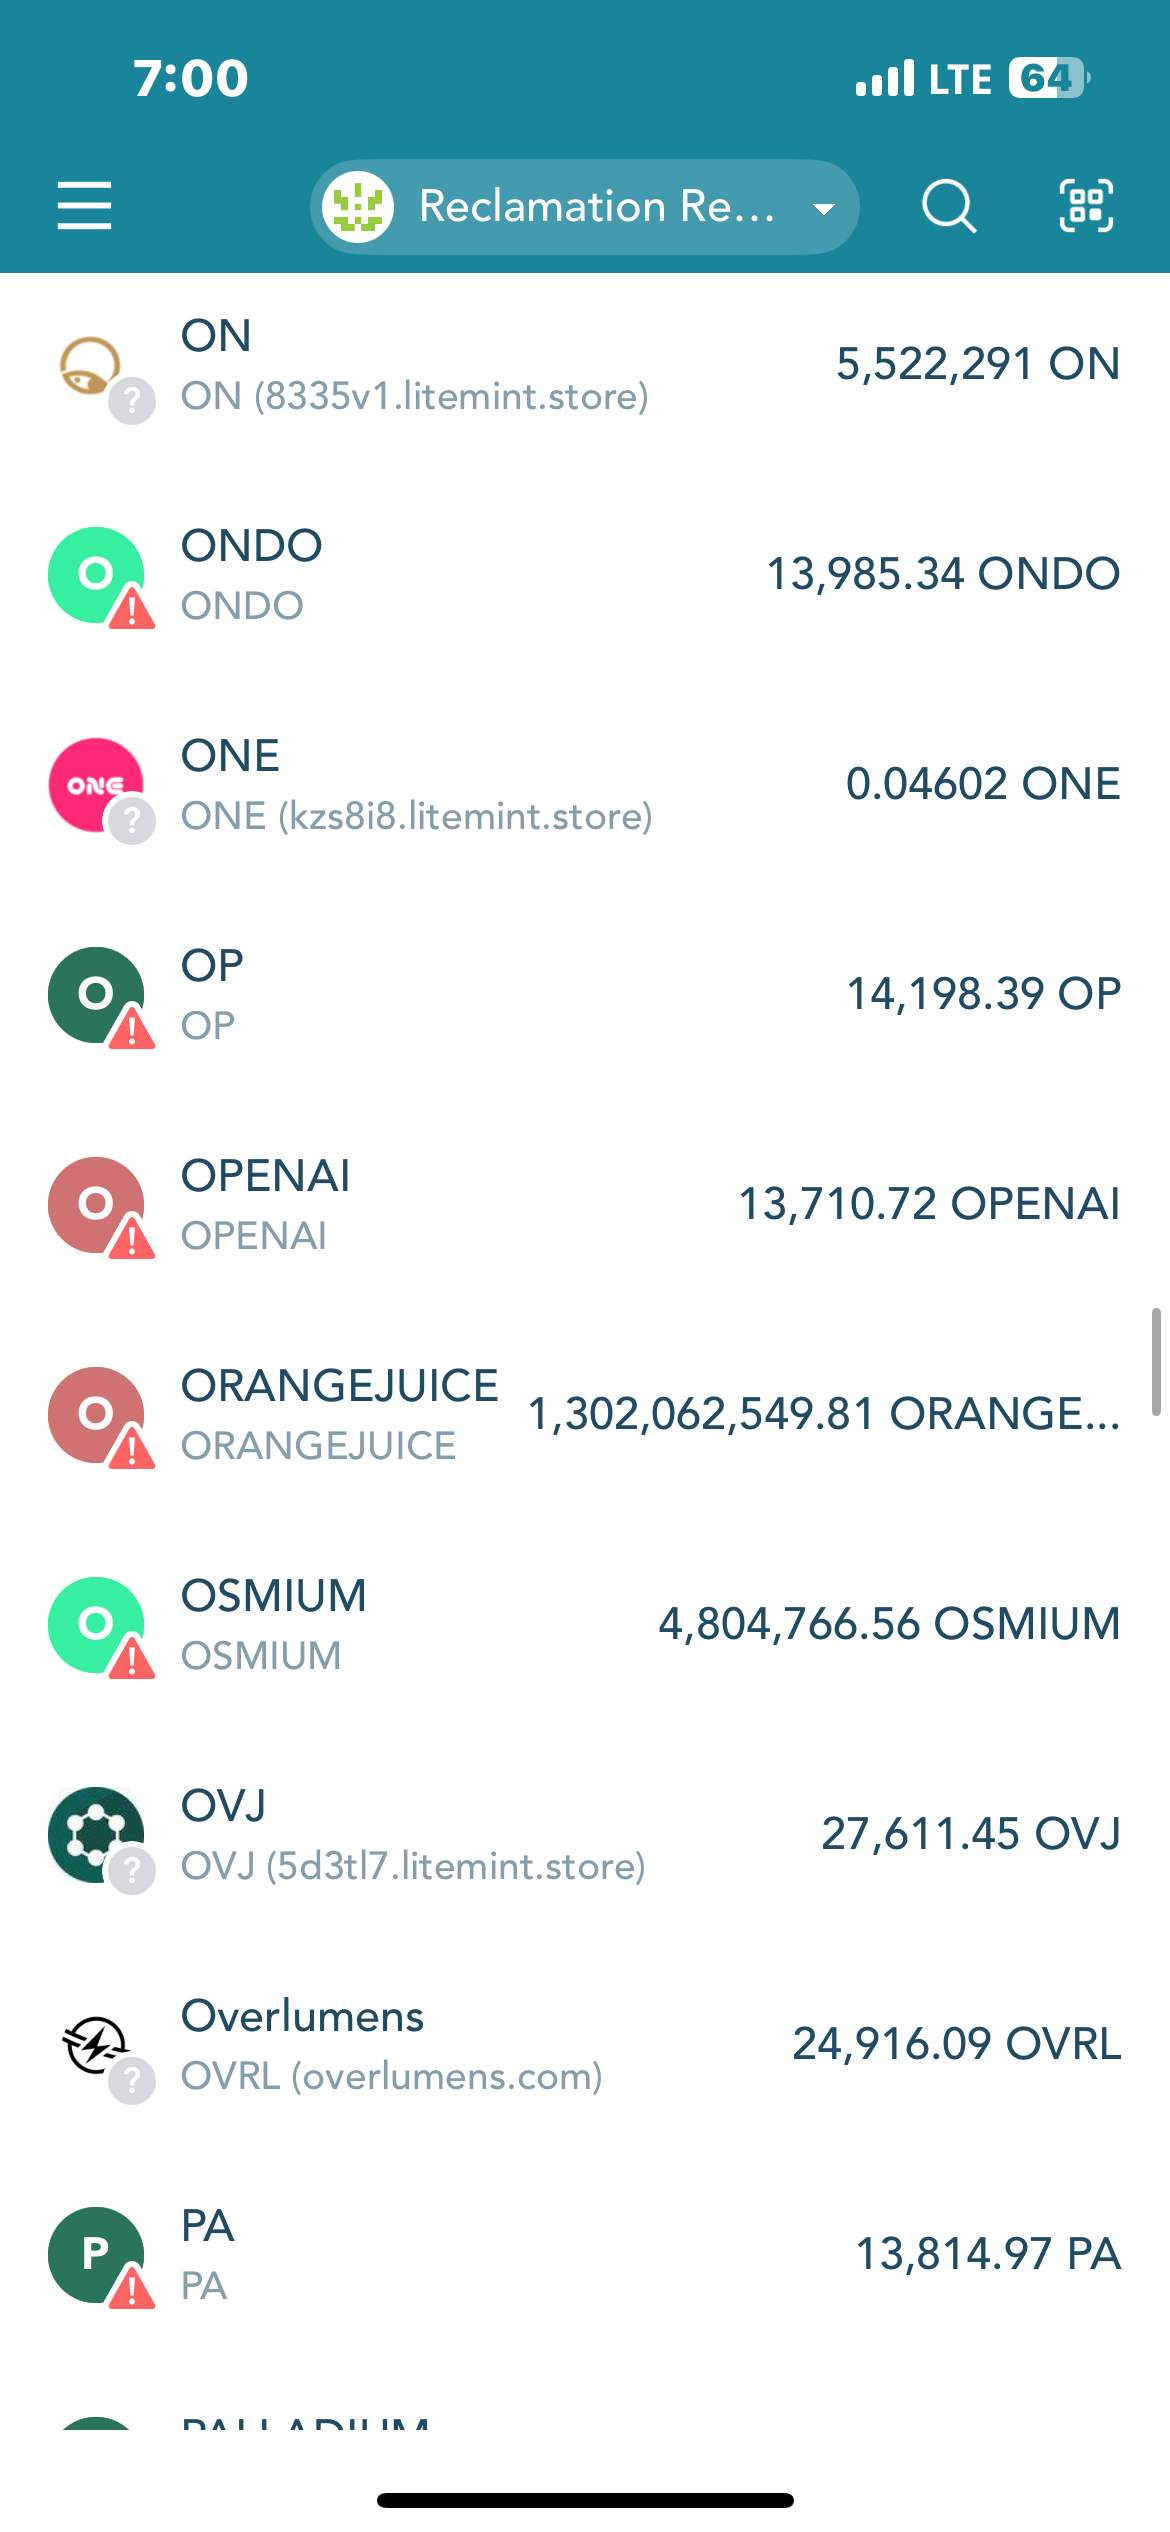 7:00
LTE 64
Reclamation Re...
ON
5,522,291 ON
ON (8335v1.litemint.store)
O
ONDO
13,985.34 ONDO
ONDO
ONE
ONE
0.04602 ONE
ONE (kzs8i8.litemint.store)
O
OP
14,198.39 OP
OP
O
OPENAI
13,710.72 OPENAI
OPENAI
O
ORANGEJUICE
1,302,062,549.81 ORANGE...
ORANGEJUICE
O
OSMIUM
4,804,766.56 OSMIUM
OSMIUM
OVJ
27,611.45 OVJ
OVJ (5d3tl7.litemint.store)
Overlumens
24,916.09 OVRL
OVRL (overlumens.com)
P
PA
13,814.97 PA
PA
PALLADIUM